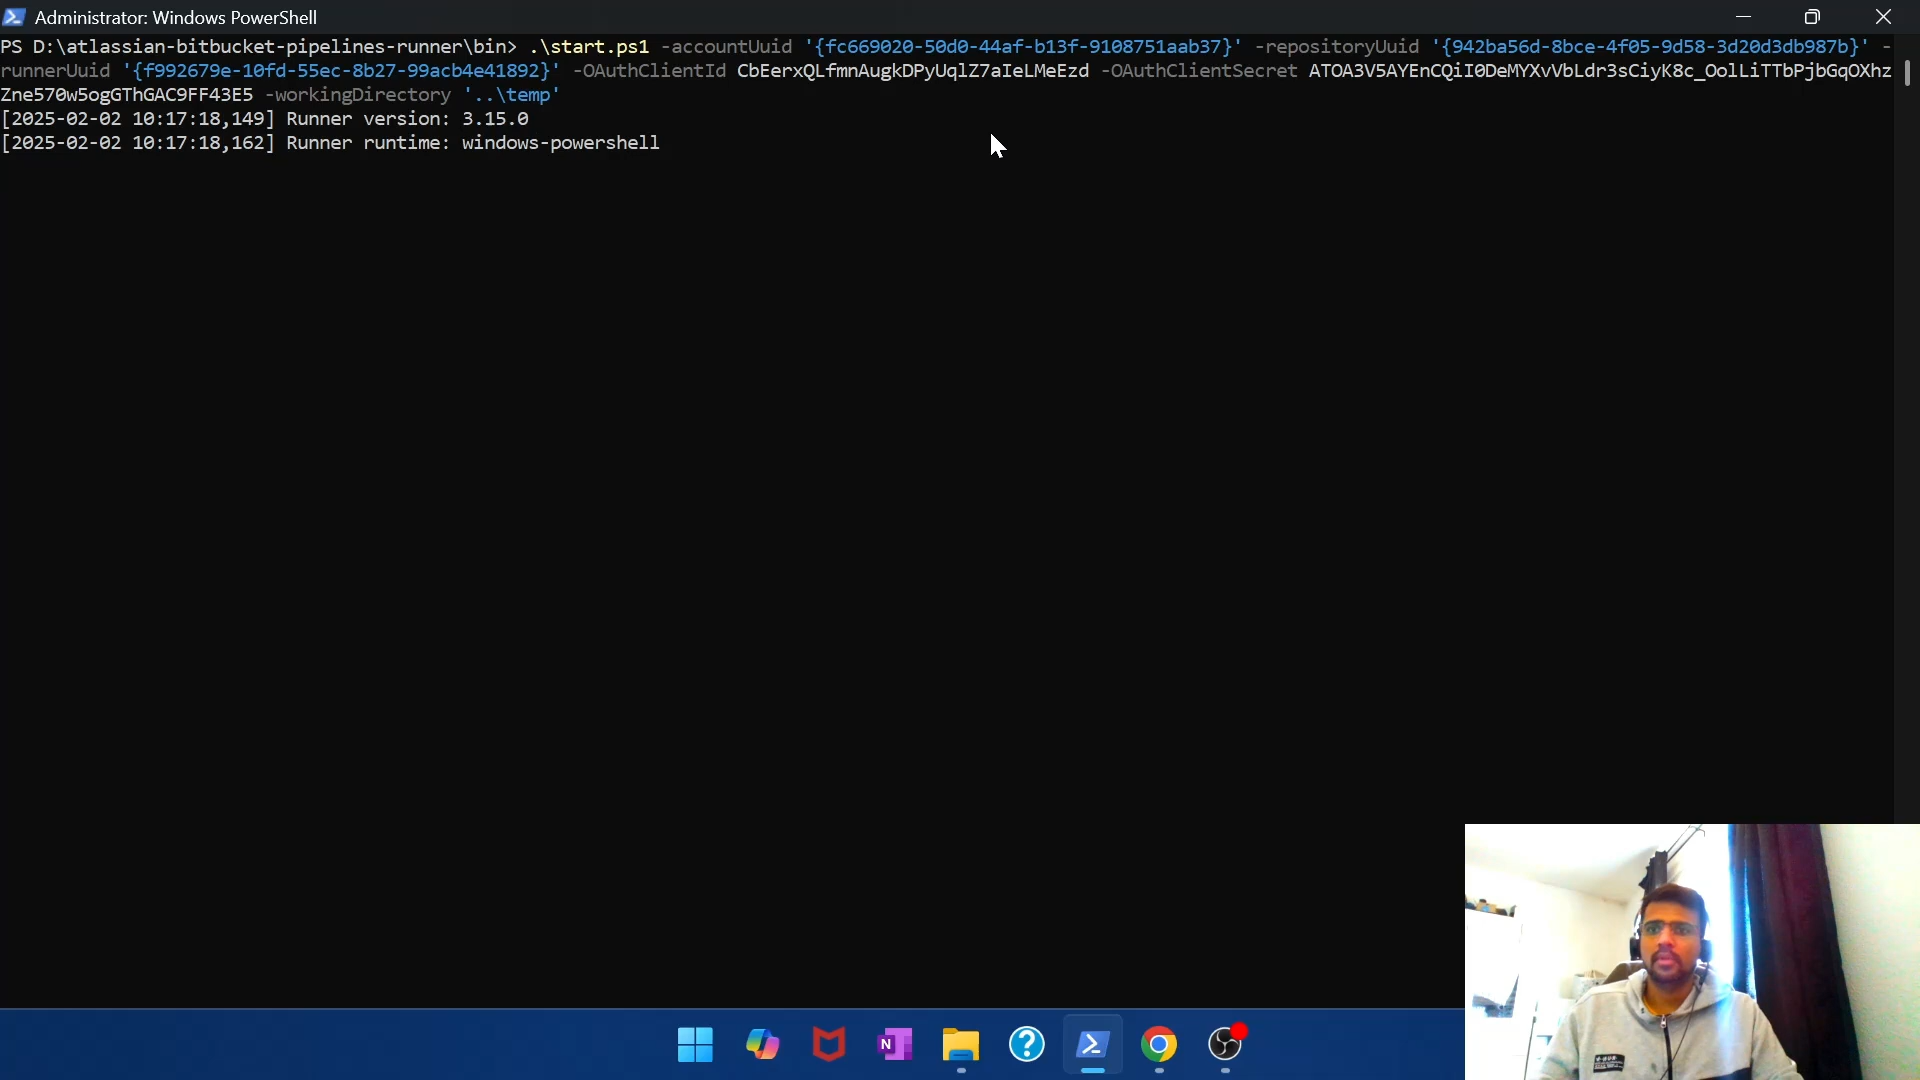 Administrator: Windows PowerShell
PS D:\atlassian-bitbucket-pipelines-runner\bin> .\start.ps1 -accountUuid '{fc669020-50d0-44af-b13f-9108751aab37}' -repositoryUuid '{942ba56d-8bce-4f05-9d58-3d20d3db987b}' -
runnerUuid '{f992679e-10fd-55ec-8b27-99acb4e41892}' -OAuthClientId CbEerxQLfmnAugkDPyUqlZ7aIeLMeEzd -OAuthClientSecret ATOA3V5AYEnCQiI0DeMYXvVbLdr3sCiyK8c_OolLiTTbPjbGqOXhz
Zne570w5ogGThGAC9FF43E5 -workingDirectory '..\temp'
[2025-02-02 10:17:18,149] Runner version: 3.15.0
[2025-02-02 10:17:18,162] Runner runtime: windows-powershell